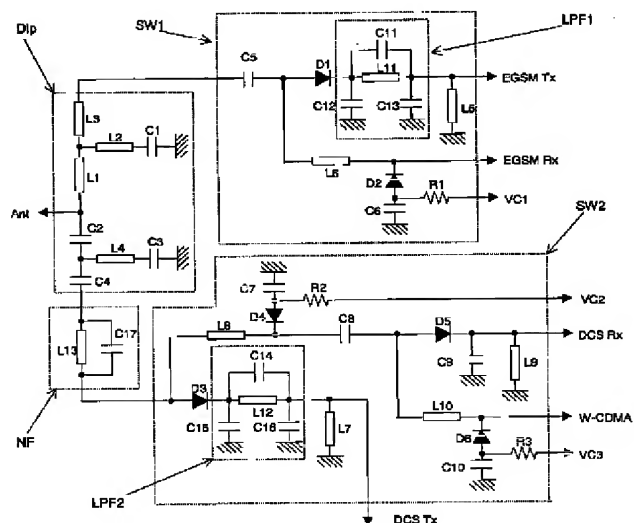 SW1
LPF1
Dip
C11
C5
D1
L11
EGSM Tx
C12
C13
L5
L3
L2
C1
L1
L6
EGSM Rx
D2
R1
VC1
C6
SW2
Ant
C2
L4
C3
C4
C7
R2
VC2
D4
L8
C8
D5
DCS Rx
C9
L9
C17
L13
C14
D3
L12
L10
W-CDMA
NF
C15
C16
L7
D6
R3
VC3
C10
LPF2
DCS Tx